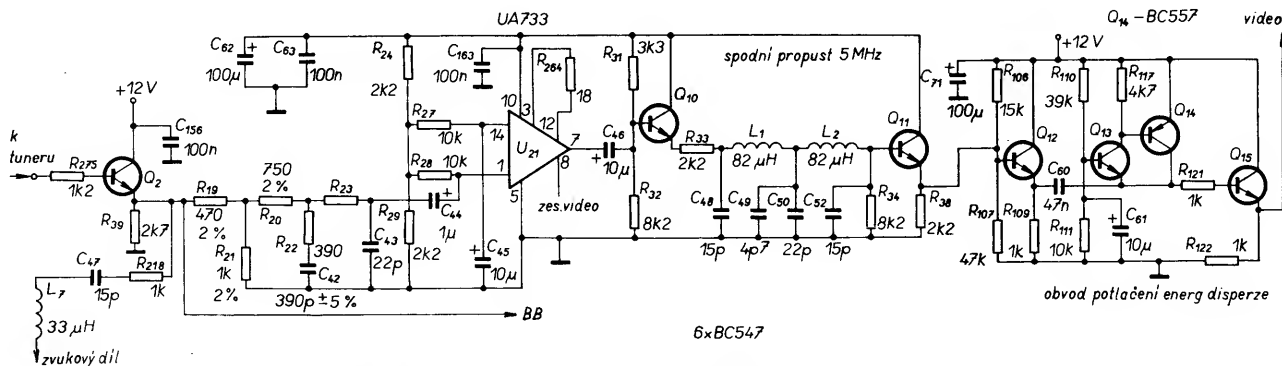 UA733
Q14 – BC557
video
C62
+
100μ
C63
100n
R24
2k2
C163
100n
R264
18
R31
3k3
spodní propust 5 MHz
+12 V
C71
+
100μ
R106
15k
R110
39k
R117
4k7
Q14
+12 V
C156
100n
k
tuneru
R275
1k2
Q2
R27
10k
R28
10k
10
3
14
12
1
5
7
8
U21
C46
+
10μ
Q10
R33
2k2
L1
82 μH
L2
82 μH
Q11
Q12
Q13
Q15
R121
1k
C60
47n
R39
2k7
R19
470
2%
750
2%
R20
R23
R21
1k
2%
R22
390
C42
390p ± 5%
C43
22p
R29
2k2
C44
+
1μ
C45
+
10μ
zes. video
R32
8k2
C48
15p
C49
4p7
C50
22p
C52
15p
R34
8k2
R38
2k2
R107
47k
R109
1k
R111
10k
C61
+
10μ
R122
1k
C47
15p
R218
1k
L7
33 μH
BB
obvod potlačení energ disperze
6xBC547
zvukový díl